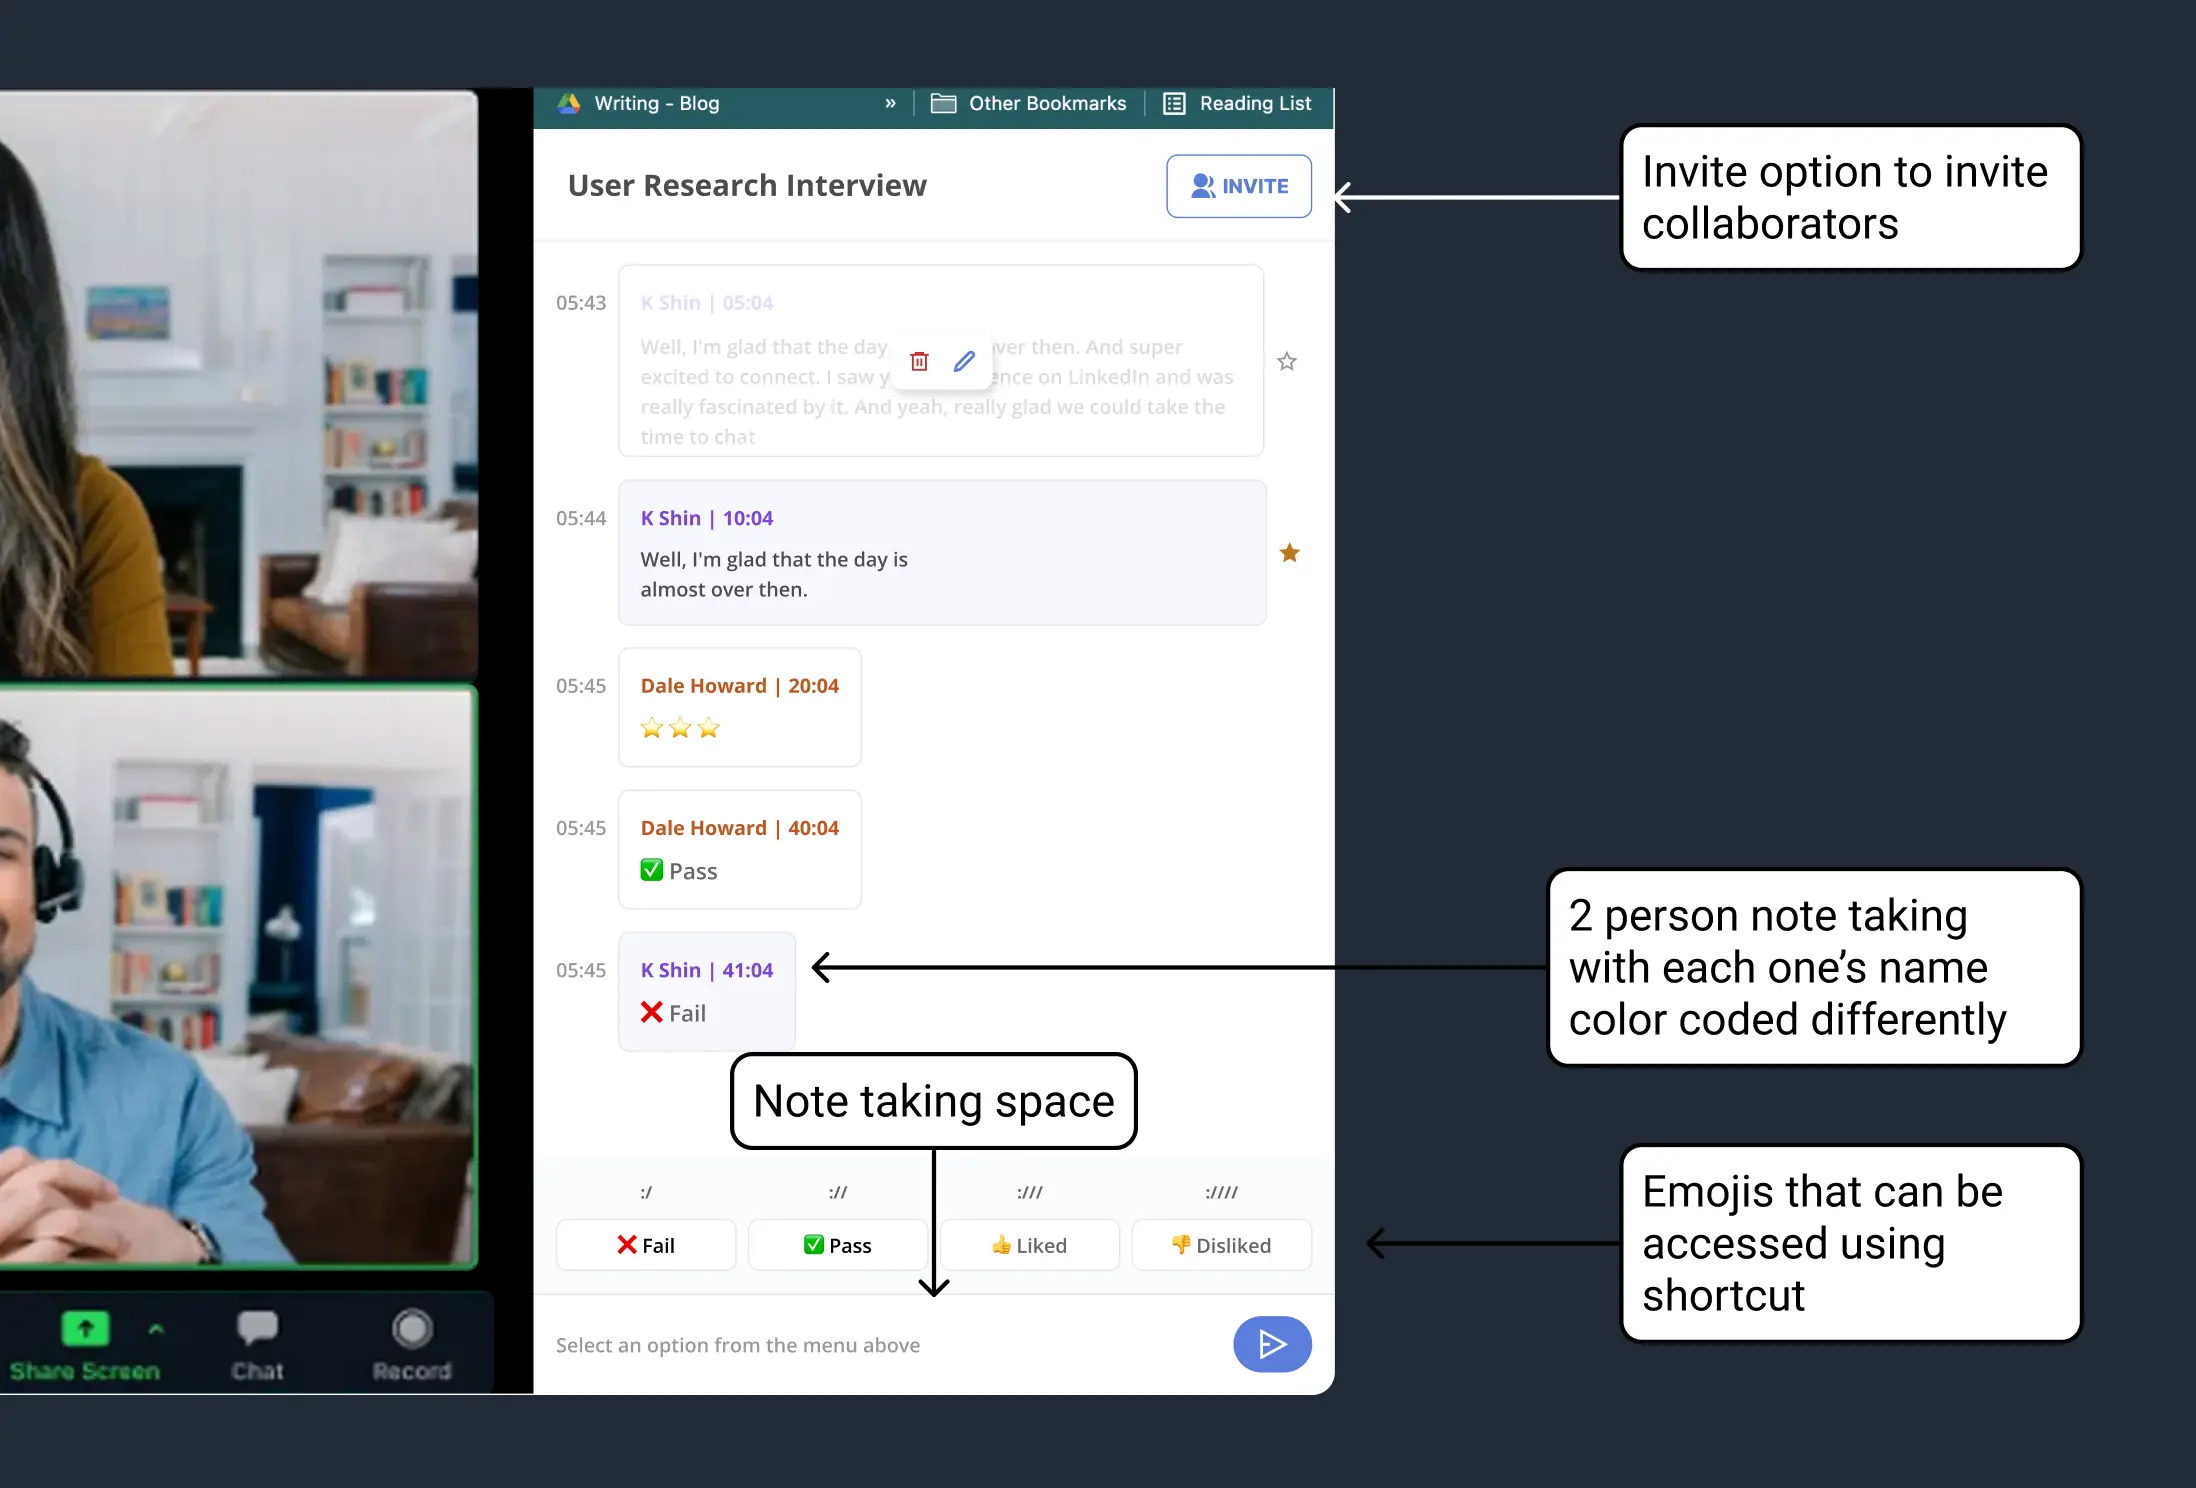 Writing - Blog » Other Bookmarks Reading List
User Research Interview
INVITE
Invite option to invite
collaborators
05:43
K Shin | 05:04
Well, I'm glad that the day ver then. And super
excited to connect. I saw y ence on LinkedIn and was
really fascinated by it. And yeah, really glad we could take the
time to chat
05:44
K Shin | 10:04
Well, I'm glad that the day is
almost over then.
05:45
Dale Howard | 20:04
05:45
Dale Howard | 40:04
Pass
05:45
K Shin | 41:04
Fail
2 person note taking
with each one’s name
color coded differently
Note taking space
:/ :// :/// :////
Fail Pass Liked Disliked
Emojis that can be
accessed using
shortcut
Select an option from the menu above
Share Screen Chat Record